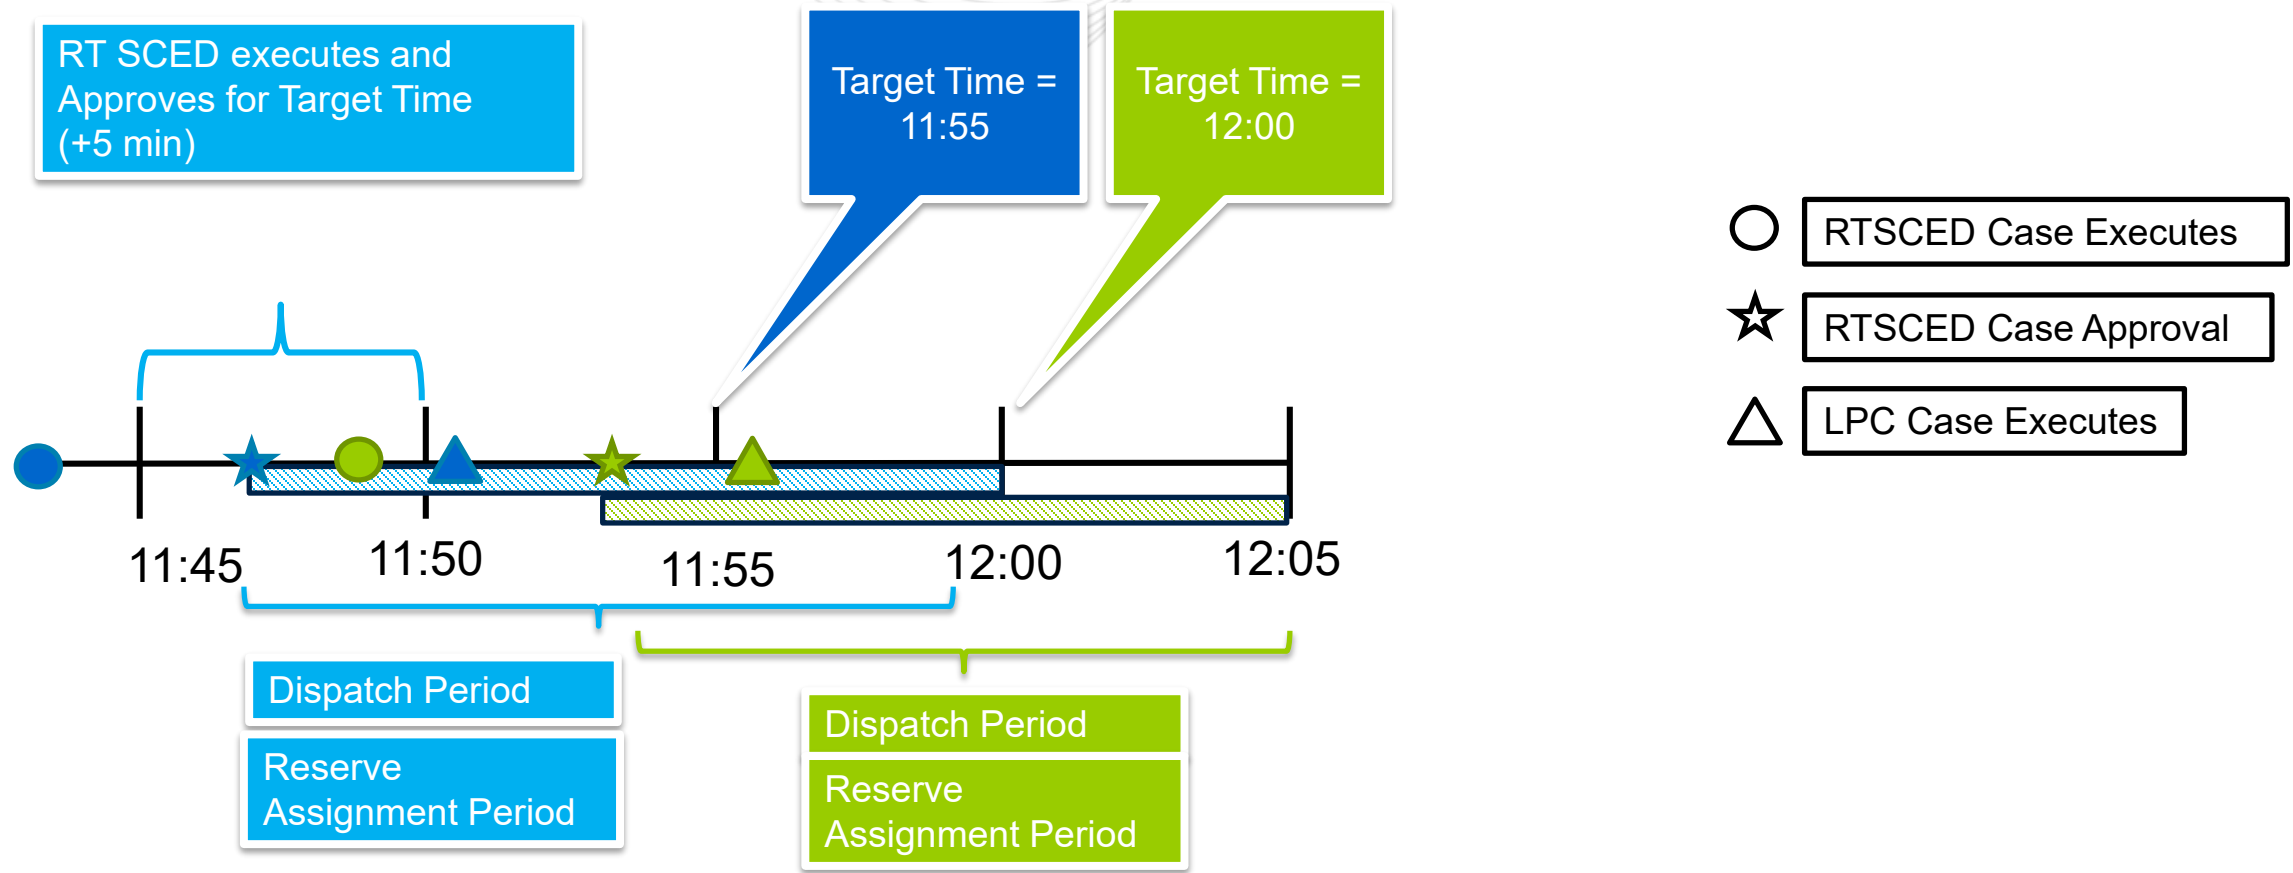 RT SCED executes and
Approves for Target Time
(+5 min)
Target Time =
11:55
Target Time =
12:00
RTSCED Case Executes
RTSCED Case Approval
LPC Case Executes
11:45
11:50
11:55
12:00
12:05
Dispatch Period
Reserve
Assignment Period
Dispatch Period
Reserve
Assignment Period